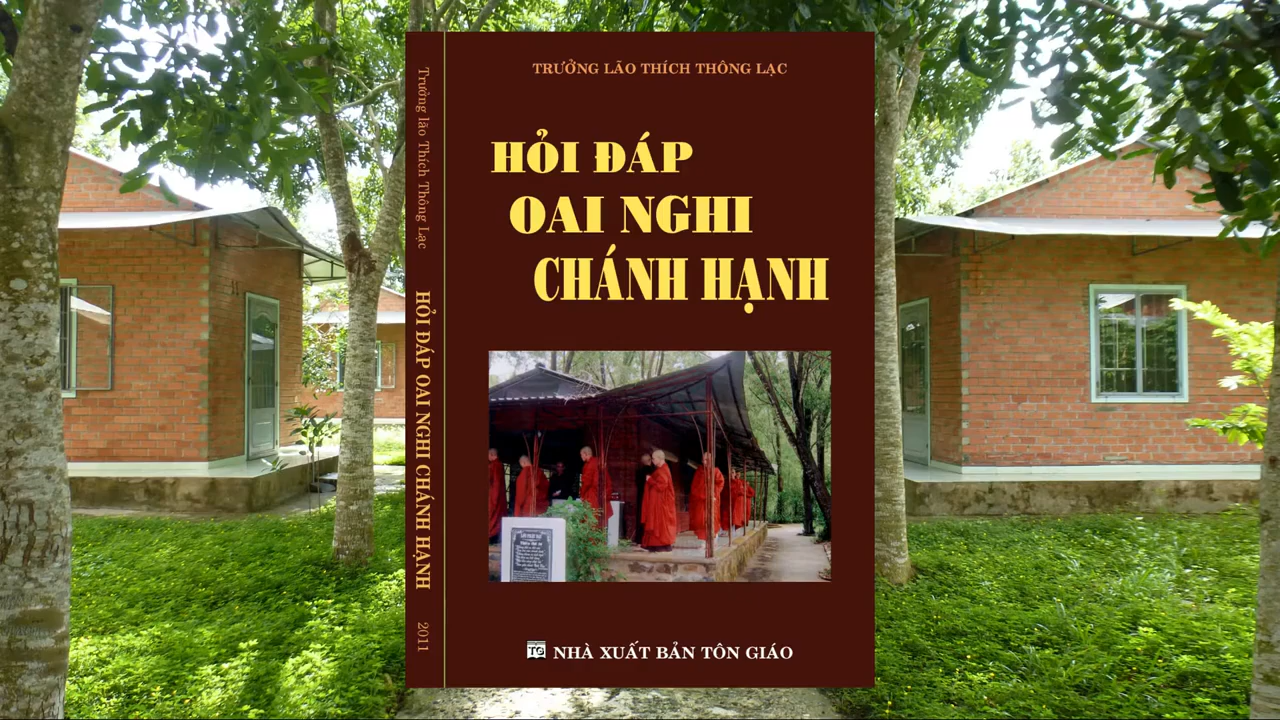 TRƯỞNG LÃO THÍCH THÔNG LẠC
HỎI ĐÁP
OAI NGHI
CHÁNH HẠNH
NHÀ XUẤT BẢN TÔN GIÁO
Trưởng lão Thích Thông Lạc
HỎI ĐÁP OAI NGHI CHÁNH HẠNH
2011